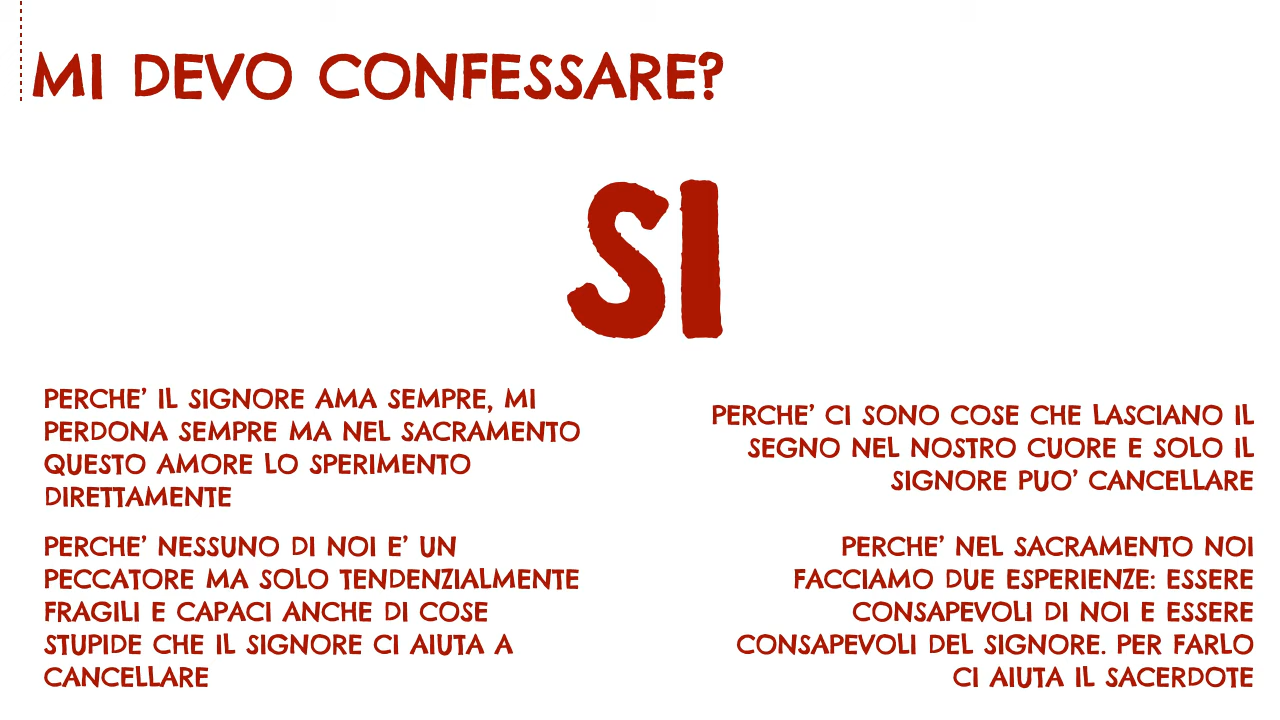 MI DEVO CONFESSARE?
SI
PERCHE' IL SIGNORE AMA SEMPRE, MI
PERDONA SEMPRE MA NEL SACRAMENTO
QUESTO AMORE LO SPERIMENTO
DIRETTAMENTE
PERCHE' NESSUNO DI NOI E' UN
PECCATORE MA SOLO TENDENZIALMENTE
FRAGILI E CAPACI ANCHE DI COSE
STUPIDE CHE IL SIGNORE CI AIUTA A
CANCELLARE
PERCHE' CI SONO COSE CHE LASCIANO IL
SEGNO NEL NOSTRO CUORE E SOLO IL
SIGNORE PUO' CANCELLARE
PERCHE' NEL SACRAMENTO NOI
FACCIAMO DUE ESPERIENZE: ESSERE
CONSAPEVOLI DI NOI E ESSERE
CONSAPEVOLI DEL SIGNORE. PER FARLO
CI AIUTA IL SACERDOTE